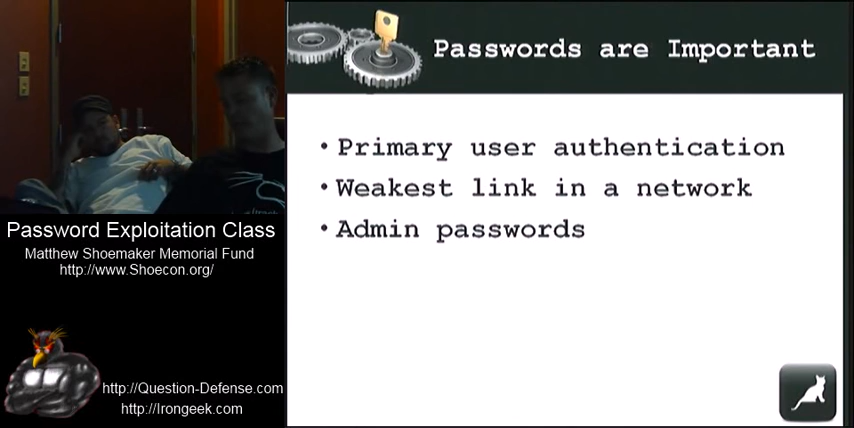 Passwords are Important
• Primary user authentication
• Weakest link in a network
• Admin passwords
Password Exploitation Class
Matthew Shoemaker Memorial Fund
http://www.Shoecon.org/
http://Question-Defense.com
http://Irongeek.com